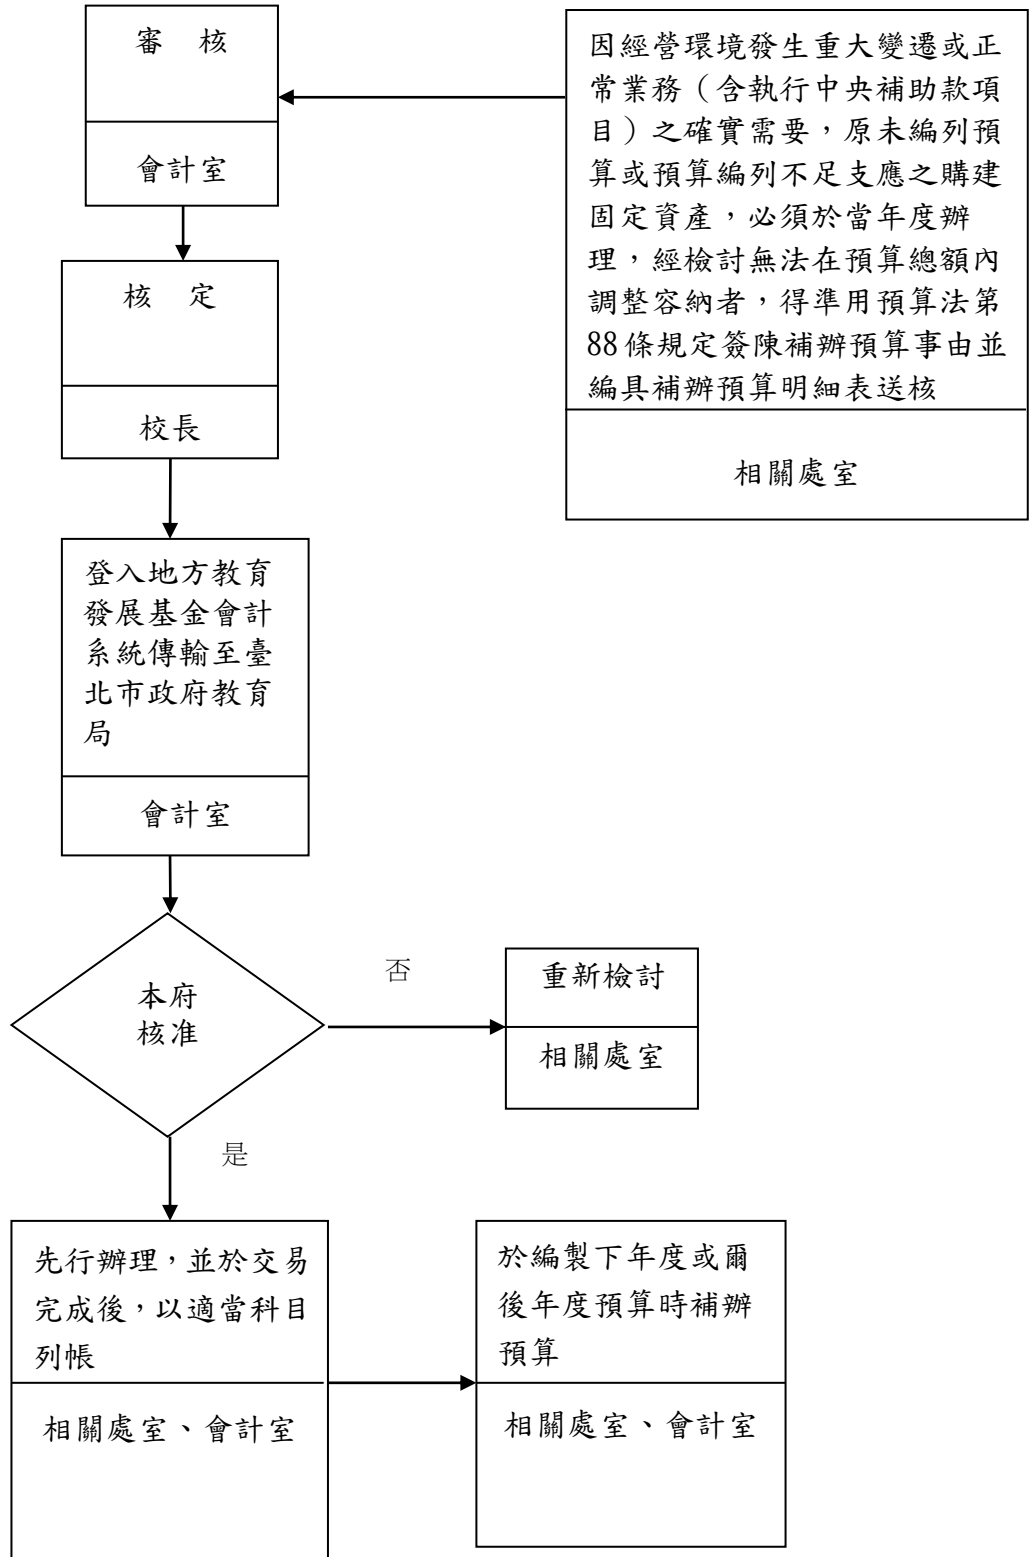 審　核
會計室
因經營環境發生重大變遷或正
常業務（含執行中央補助款項
目）之確實需要，原未編列預
算或預算編列不足支應之購建
固定資產，必須於當年度辦
理，經檢討無法在預算總額內
調整容納者，得準用預算法第
88條規定簽陳補辦預算事由並
編具補辦預算明細表送核
相關處室
核　定
校長
登入地方教育
發展基金會計
系統傳輸至臺
北市政府教育
局
會計室
本府
核准
否
重新檢討
相關處室
是
先行辦理，並於交易
完成後，以適當科目
列帳
相關處室、會計室
於編製下年度或爾
後年度預算時補辦
預算
相關處室、會計室